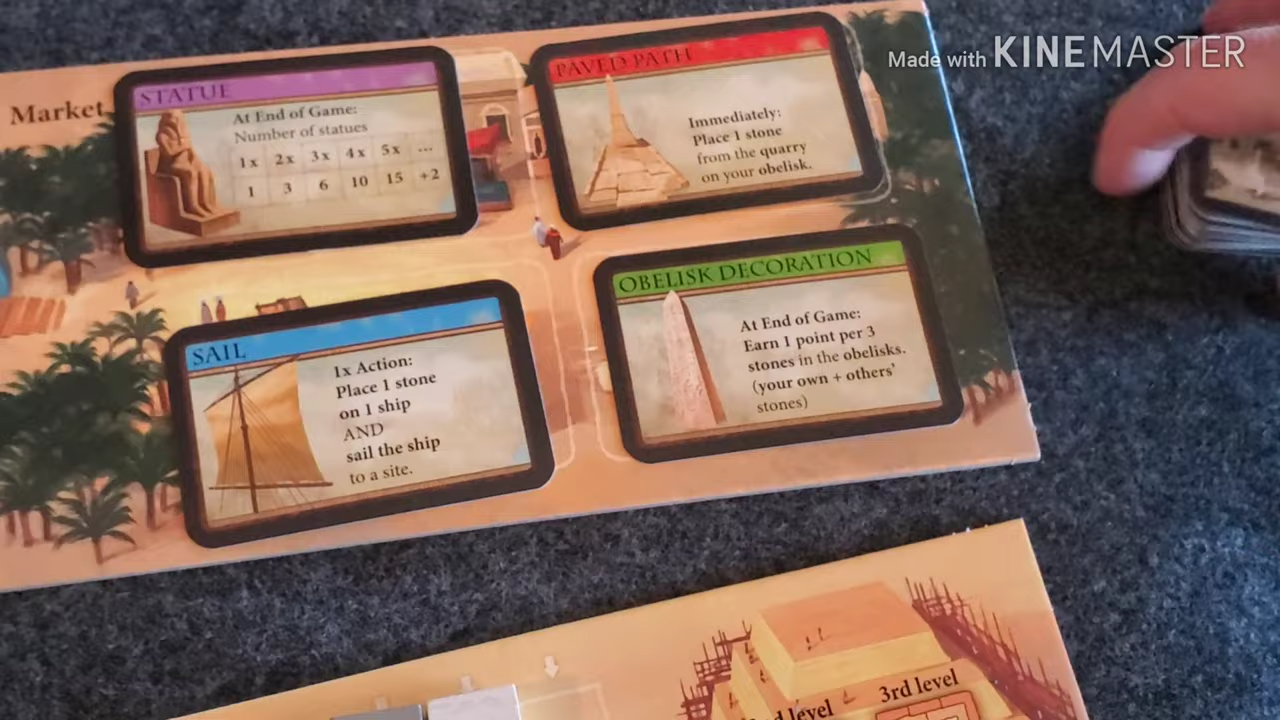 Made with KINEMASTER
Market
STATUE
At End of Game:
Number of statues
1x 2x 3x 4x 5x ...
1 3 6 10 15 +2
PAVED PATH
Immediately:
Place 1 stone
from the quarry
on your obelisk.
SAIL
1x Action:
Place 1 stone
on 1 ship
AND
sail the ship
to a site.
OBELISK DECORATION
At End of Game:
Earn 1 point per 3
stones in the obelisks.
(your own + others'
stones)
3rd level
level